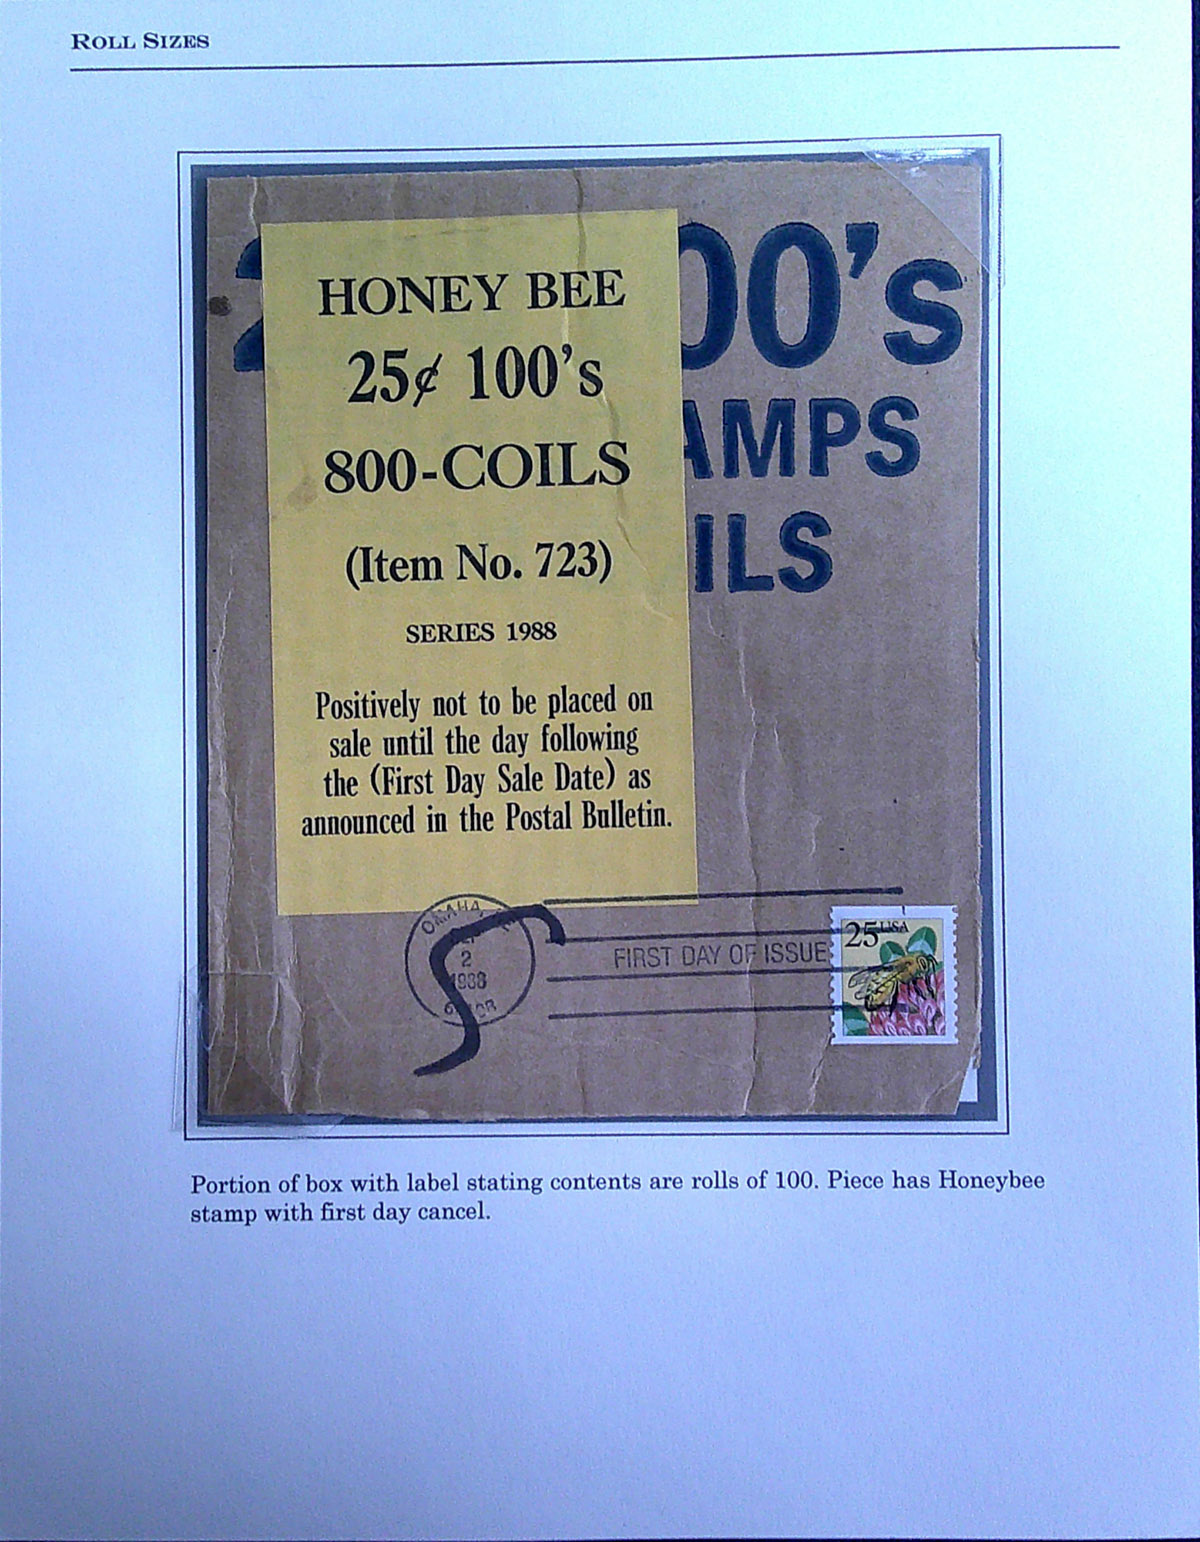 ROLL SIZES
HONEY BEE
25¢ 100's
800-COILS
(Item No. 723)
SERIES 1988
Positively not to be placed on
sale until the day following
the (First Day Sale Date) as
announced in the Postal Bulletin.
00's
AMPS
ILS
OMAHA
2
1988
FIRST DAY OF ISSUE
25 USA
Portion of box with label stating contents are rolls of 100. Piece has Honeybee
stamp with first day cancel.